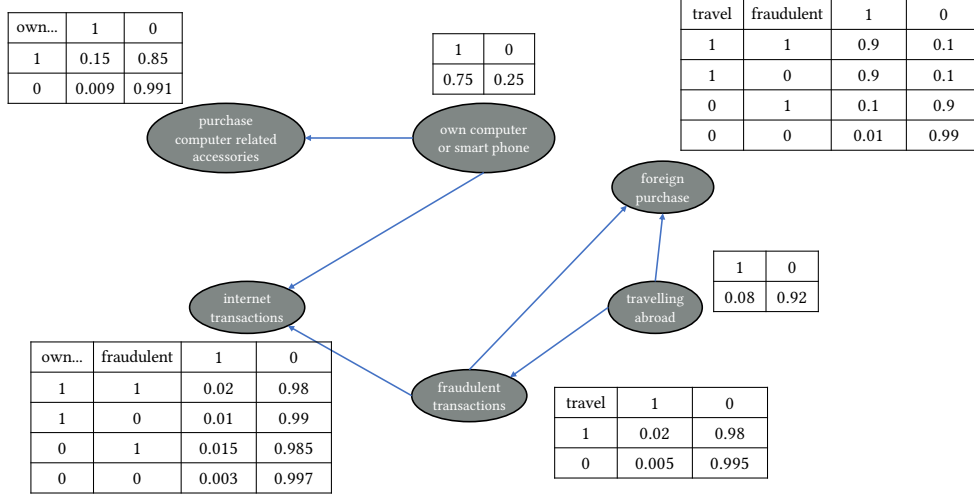 own... 1 0
1 0.15 0.85
0 0.009 0.991
1 0
0.75 0.25
travel fraudulent 1 0
1 1 0.9 0.1
1 0 0.9 0.1
0 1 0.1 0.9
0 0 0.01 0.99
purchase
computer related
accessories
own computer
or smart phone
foreign
purchase
internet
transactions
travelling
abroad
1 0
0.08 0.92
own... fraudulent 1 0
1 1 0.02 0.98
1 0 0.01 0.99
0 1 0.015 0.985
0 0 0.003 0.997
fraudulent
transactions
travel 1 0
1 0.02 0.98
0 0.005 0.995